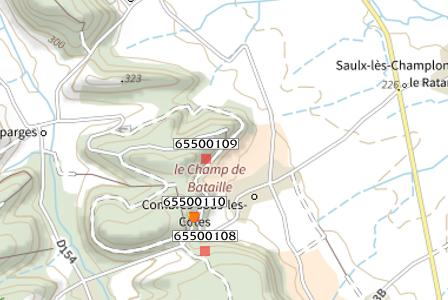 300
.323
Saulx-lès-Champlon
226
le Ratan
parges
65500109
le Champ de
Bataille
65500110
Combres-sous-les-
Côtes
65500108
D154
3B